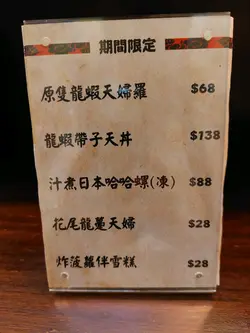 期間限定
原隻龍蝦天婦羅 $68
龍蝦帶子天丼 $138
汁煮日本哈哈螺(凍) $88
花尾龍躉天婦 $28
炸菠蘿伴雪糕 $28